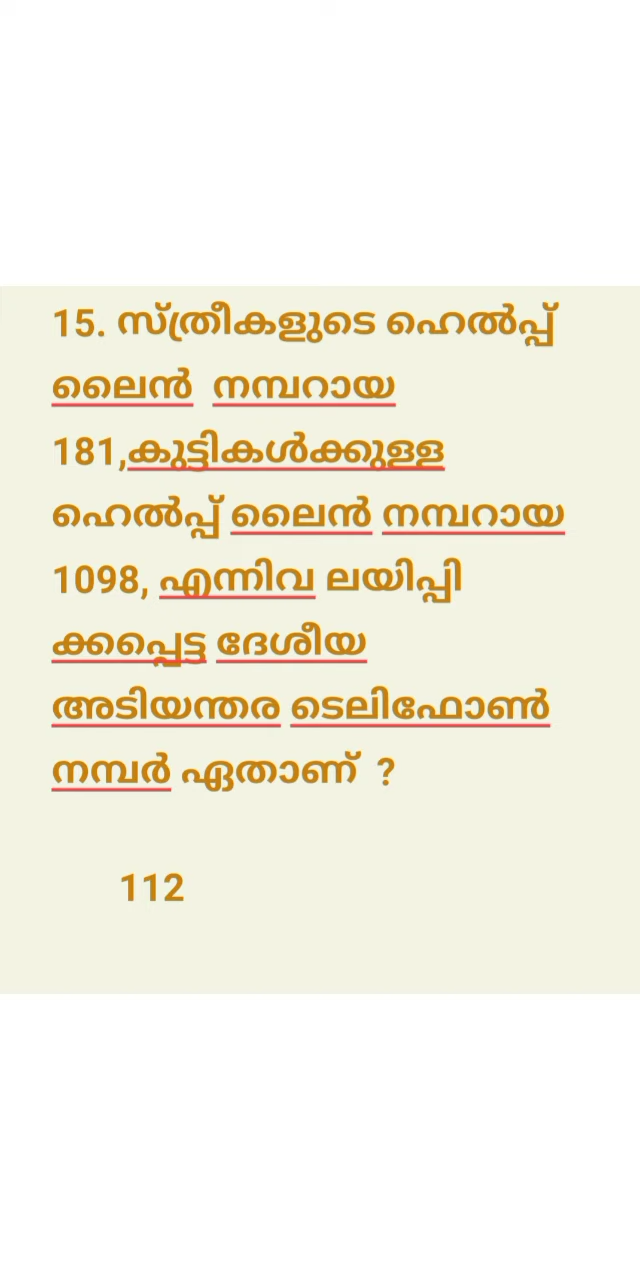 15. സ്ത്രീകളുടെ ഹെൽപ്പ്
ലൈൻ നമ്പറായ
181,കുട്ടികൾക്കുള്ള
ഹെൽപ്പ് ലൈൻ നമ്പറായ
1098, എന്നിവ ലയിപ്പി
ക്കപ്പെട്ട ദേശീയ
അടിയന്തര ടെലിഫോൺ
നമ്പർ ഏതാണ് ?
112